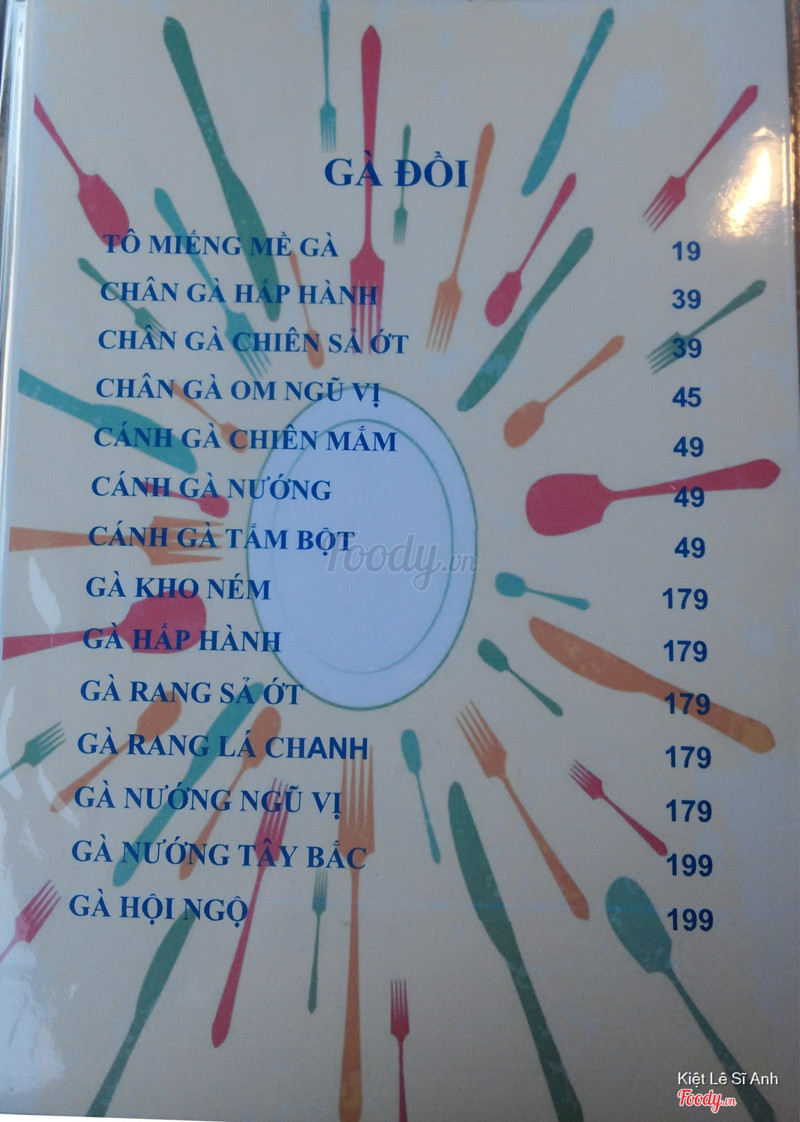 GÀ ĐỒI
TÔ MIẾNG MỀ GÀ 19
CHÂN GÀ HẤP HÀNH 39
CHÂN GÀ CHIÊN SẢ ỚT 39
CHÂN GÀ OM NGŨ VỊ 45
CÁNH GÀ CHIÊN MẮM 49
CÁNH GÀ NƯỚNG 49
CÁNH GÀ TẨM BỘT 49
foody.vn
GÀ KHO NÉM 179
GÀ HẤP HÀNH 179
GÀ RANG SẢ ỚT 179
GÀ RANG LÁ CHANH 179
GÀ NƯỚNG NGŨ VỊ 179
GÀ NƯỚNG TÂY BẮC 199
GÀ HỘI NGỘ 199
Kiệt Lê Sĩ Anh
Foody.vn